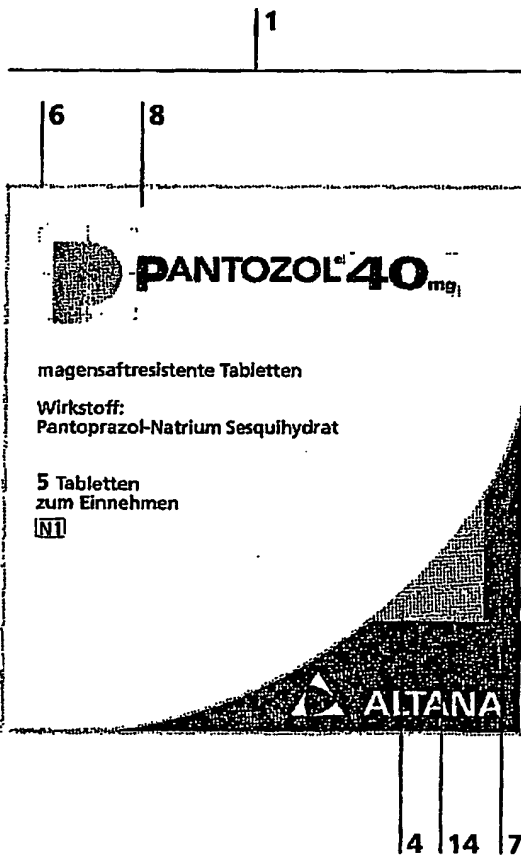 1
6 8
PANTOZOL® 40 mg
magensaftresistente Tabletten
Wirkstoff:
Pantoprazol-Natrium Sesquihydrat
5 Tabletten
zum Einnehmen
N1
ALTANA
4 14 7